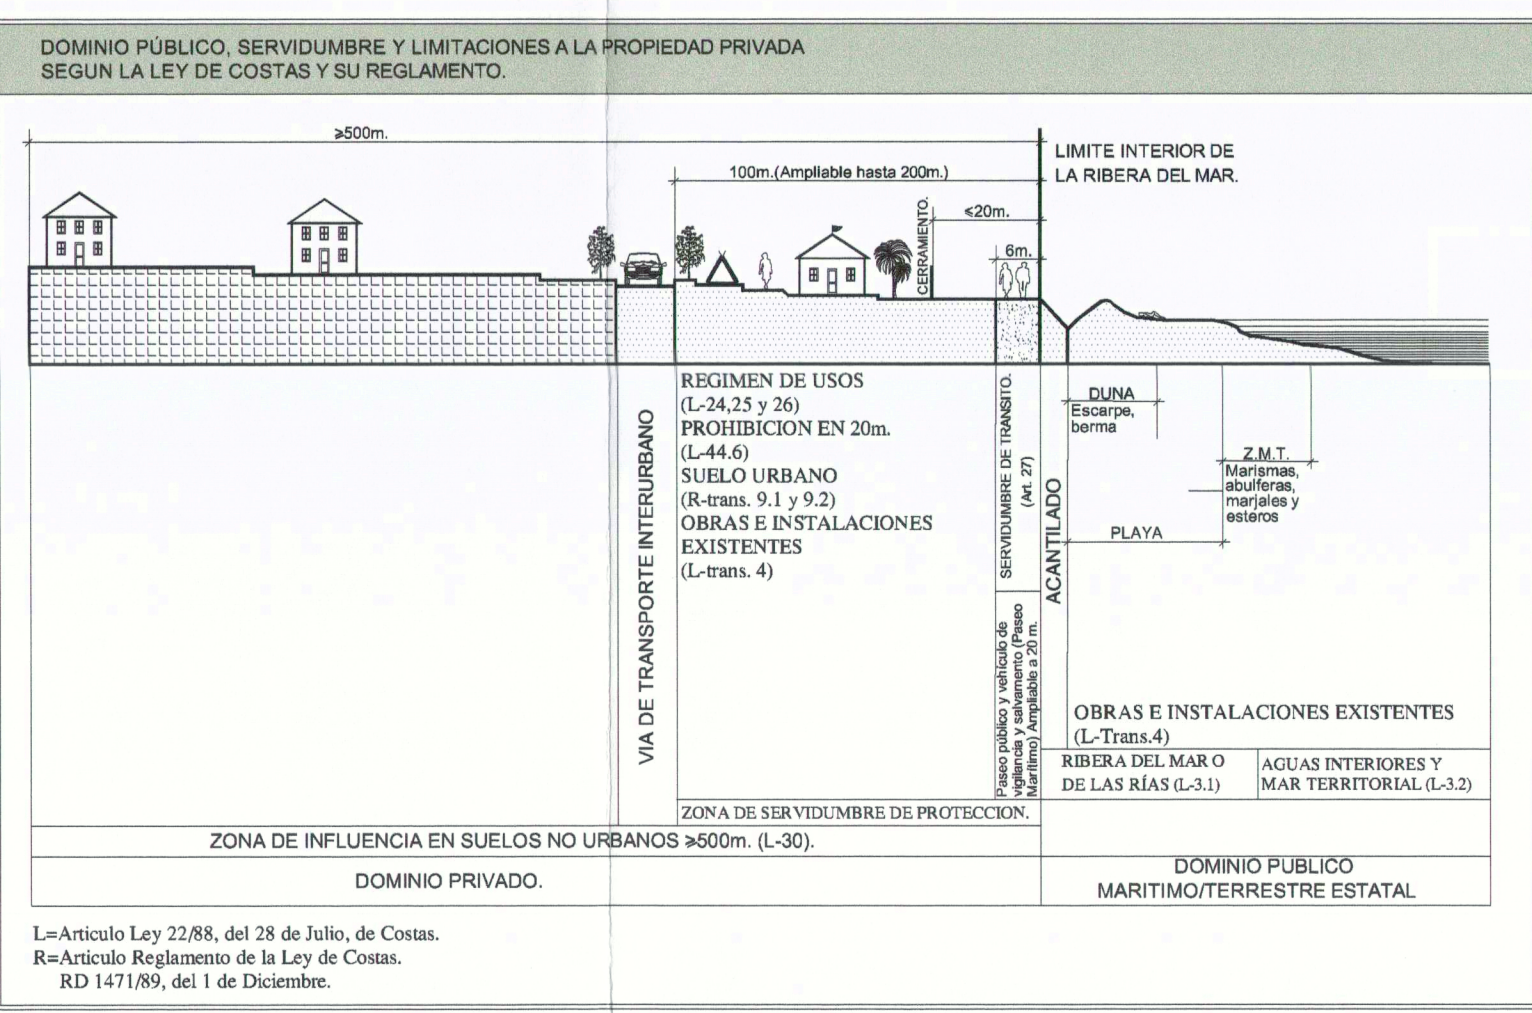 DOMINIO PÚBLICO, SERVIDUMBRE Y LIMITACIONES A LA PROPIEDAD PRIVADA
SEGUN LA LEY DE COSTAS Y SU REGLAMENTO.
≥500m.
LIMITE INTERIOR DE
LA RIBERA DEL MAR.
100m.(Ampliable hasta 200m.)
CERRAMIENTO.
≤20m.
6m.
REGIMEN DE USOS
(L-24,25 y 26)
PROHIBICION EN 20m.
(L-44.6)
SUELO URBANO
(R-trans. 9.1 y 9.2)
OBRAS E INSTALACIONES
EXISTENTES
(L-trans. 4)
VIA DE TRANSPORTE INTERURBANO
SERVIDUMBRE DE TRANSITO.
(Art. 27)
Paseo público y vehículo de
vigilancia y salvamento (Paseo
Marítimo) Ampliable a 20 m.
ACANTILADO
DUNA
Escarpe,
berma
Z.M.T.
Marismas,
abulferas,
marjales y
esteros
PLAYA
OBRAS E INSTALACIONES EXISTENTES
(L-Trans.4)
RIBERA DEL MAR O
DE LAS RÍAS (L-3.1)
AGUAS INTERIORES Y
MAR TERRITORIAL (L-3.2)
ZONA DE SERVIDUMBRE DE PROTECCION.
ZONA DE INFLUENCIA EN SUELOS NO URBANOS ≥500m. (L-30).
DOMINIO PRIVADO.
DOMINIO PUBLICO
MARITIMO/TERRESTRE ESTATAL
L=Articulo Ley 22/88, del 28 de Julio, de Costas.
R=Articulo Reglamento de la Ley de Costas.
RD 1471/89, del 1 de Diciembre.